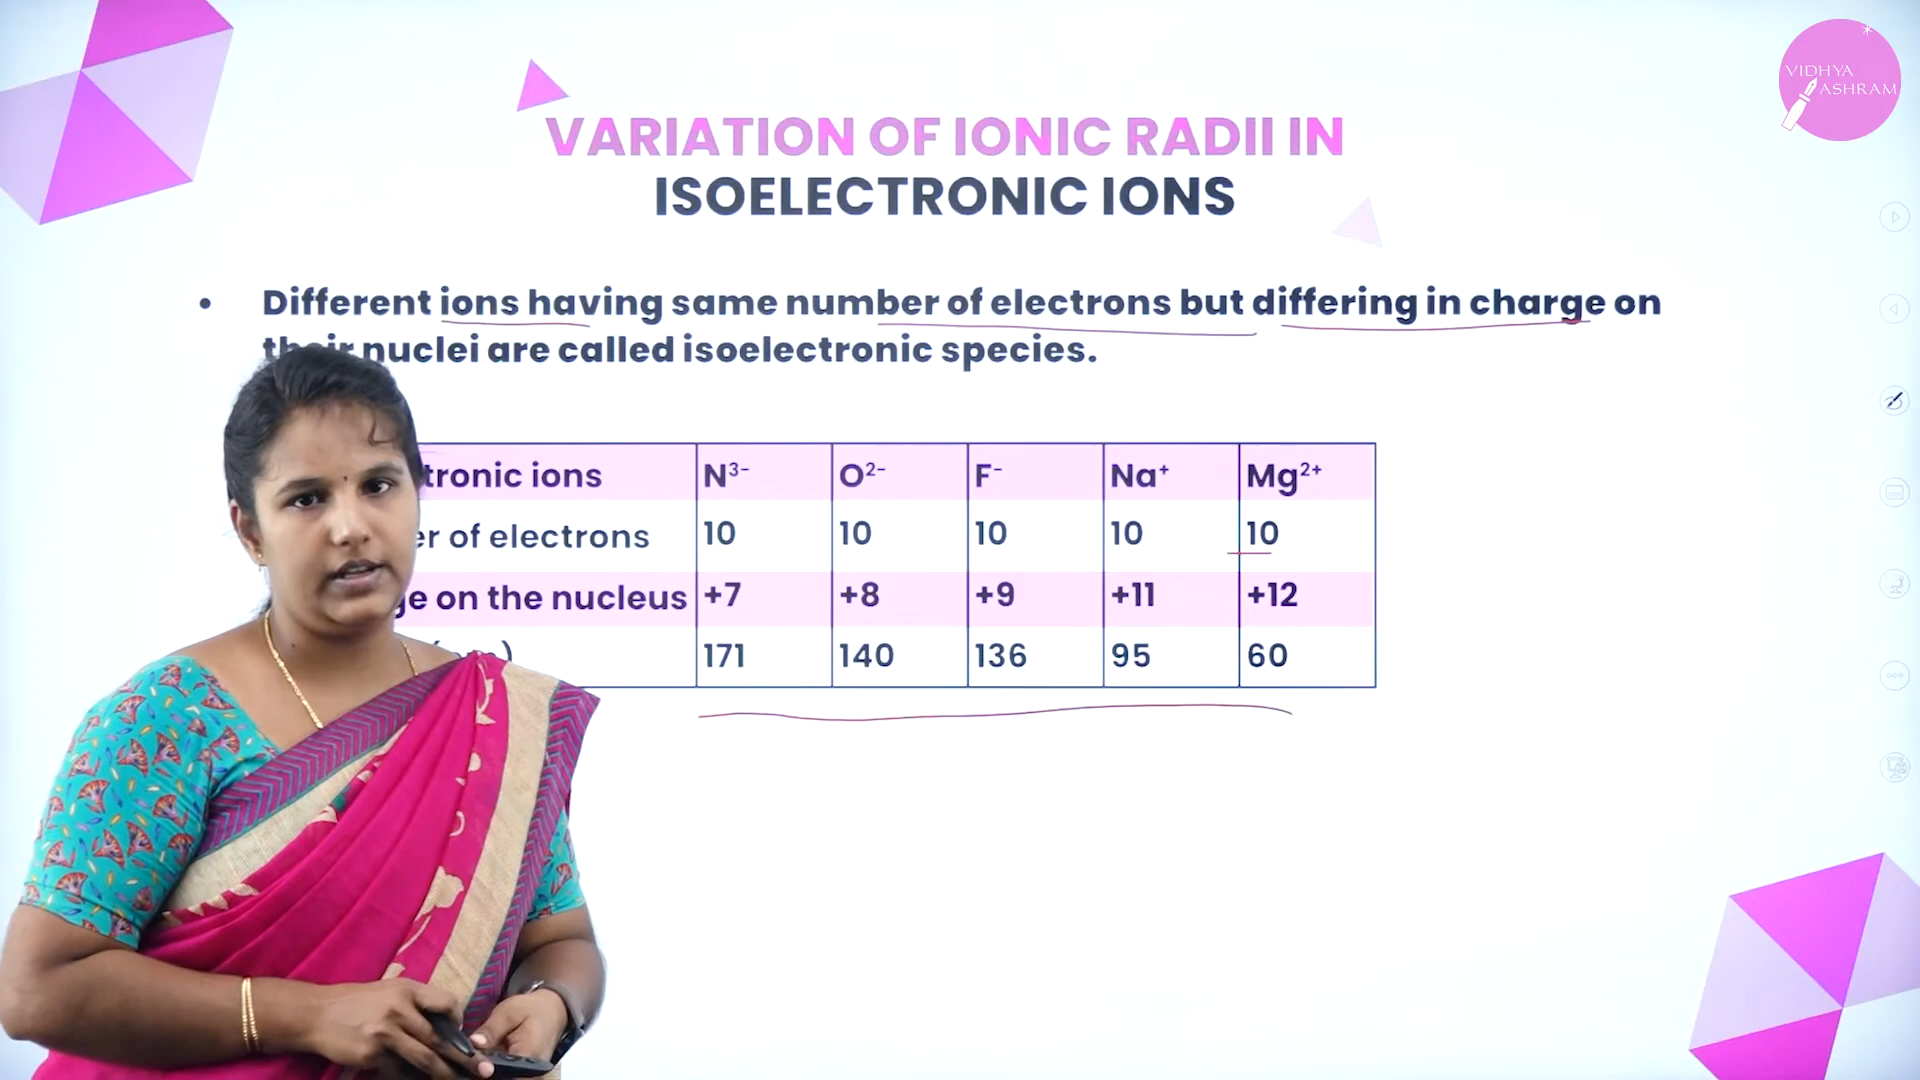 VIDHYA
ASHRAM
VARIATION OF IONIC RADII IN
ISOELECTRONIC IONS
• Different ions having same number of electrons but differing in charge on
their nuclei are called isoelectronic species.
tronic ions N³⁻ O²⁻ F⁻ Na⁺ Mg²⁺
er of electrons 10 10 10 10 10
ge on the nucleus +7 +8 +9 +11 +12
171 140 136 95 60